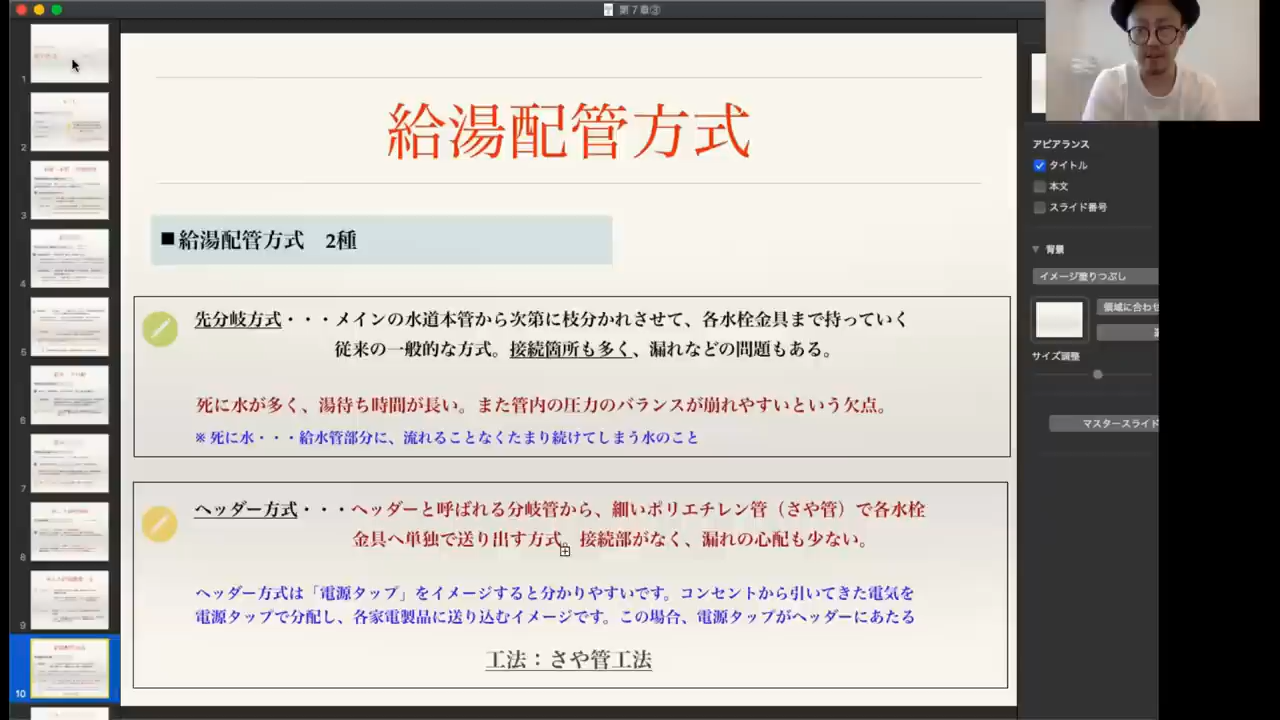 第７章③
給湯配管方式
■給湯配管方式　2種
先分岐方式・・・メインの水道本管から次第に枝分かれさせて、各水栓金具まで持っていく
従来の一般的な方式。接続箇所も多く、漏れなどの問題もある。
死に水が多く、湯待ち時間が長い。また管内の圧力のバランスが崩れやすいという欠点。
※ 死に水・・・給水管部分に、流れることなくたまり続けてしまう水のこと
ヘッダー方式・・・ヘッダーと呼ばれる分岐管から、細いポリエチレン管（さや管）で各水栓
金具へ単独で送り出す方式。接続部がなく、漏れの心配も少ない。
ヘッダー方式は「電源タップ」をイメージすると分かりやすいです。コンセントから引いてきた電気を
電源タップで分配し、各家電製品に送り込むイメージです。この場合、電源タップがヘッダーにあたる
工法：さや管工法
アピアランス
タイトル
本文
スライド番号
背景
イメージ塗りつぶし
領域に合わせ
サイズ調整
マスタースライド
1
2
3
4
5
6
7
8
9
10